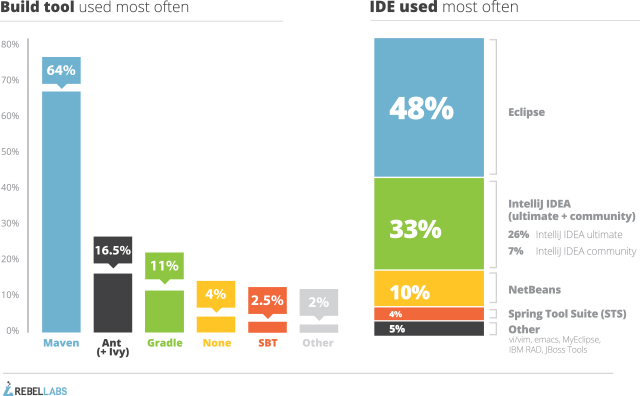 Build tool used most often
80%
70%
60%
50%
40%
30%
20%
10%
0%
64%
16.5%
11%
4%
2.5%
2%
Maven
Ant
(+ Ivy)
Gradle
None
SBT
Other
IDE used most often
48%
Eclipse
33%
IntelliJ IDEA
(ultimate + community)
26% IntelliJ IDEA ultimate
7% IntelliJ IDEA community
10%
NetBeans
4%
Spring Tool Suite (STS)
5%
Other
vi/vim, emacs, MyEclipse,
IBM RAD, JBoss Tools
REBELLABS